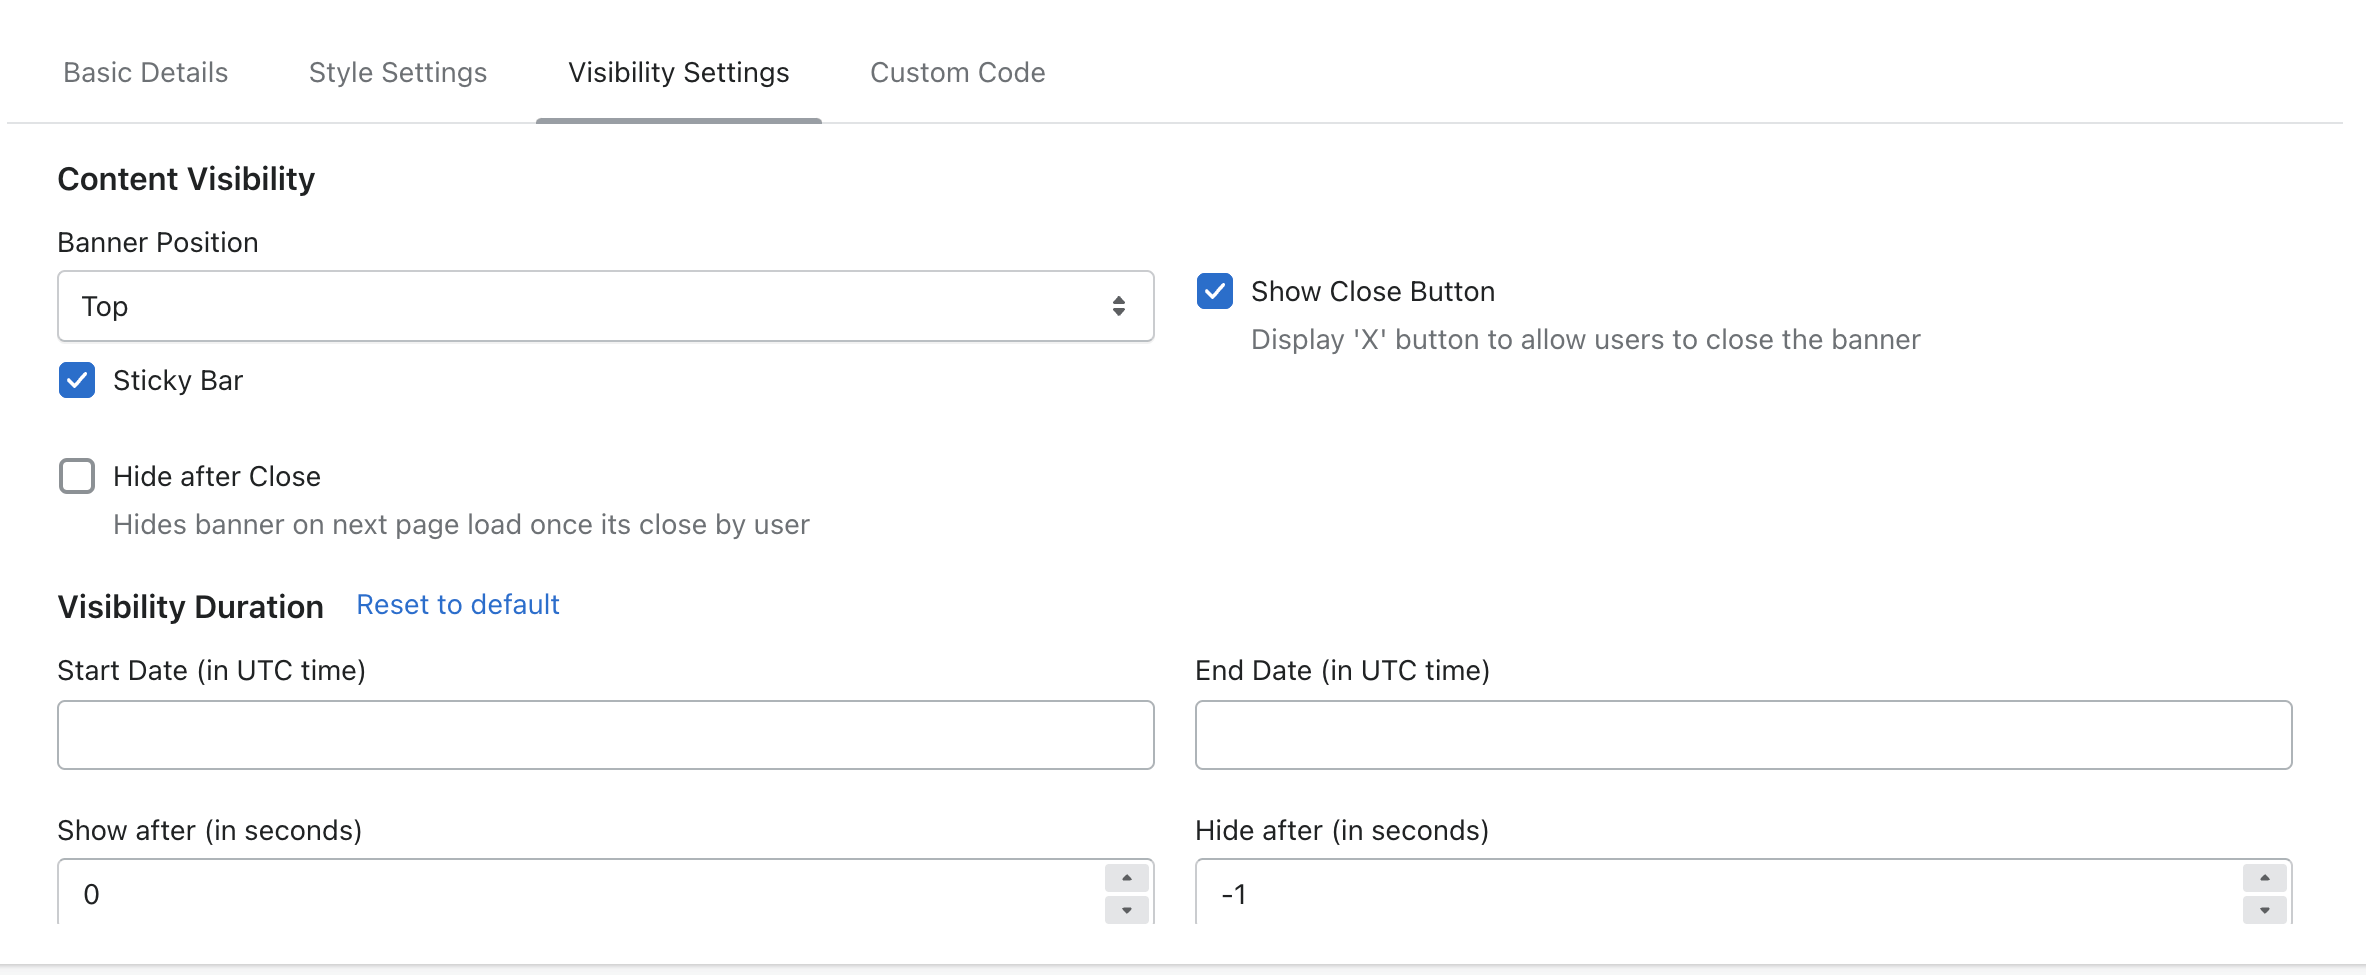 Basic Details Style Settings Visibility Settings Custom Code
Content Visibility
Banner Position
Top
Show Close Button
Display 'X' button to allow users to close the banner
Sticky Bar
Hide after Close
Hides banner on next page load once its close by user
Visibility Duration Reset to default
Start Date (in UTC time) End Date (in UTC time)
Show after (in seconds) Hide after (in seconds)
0 -1